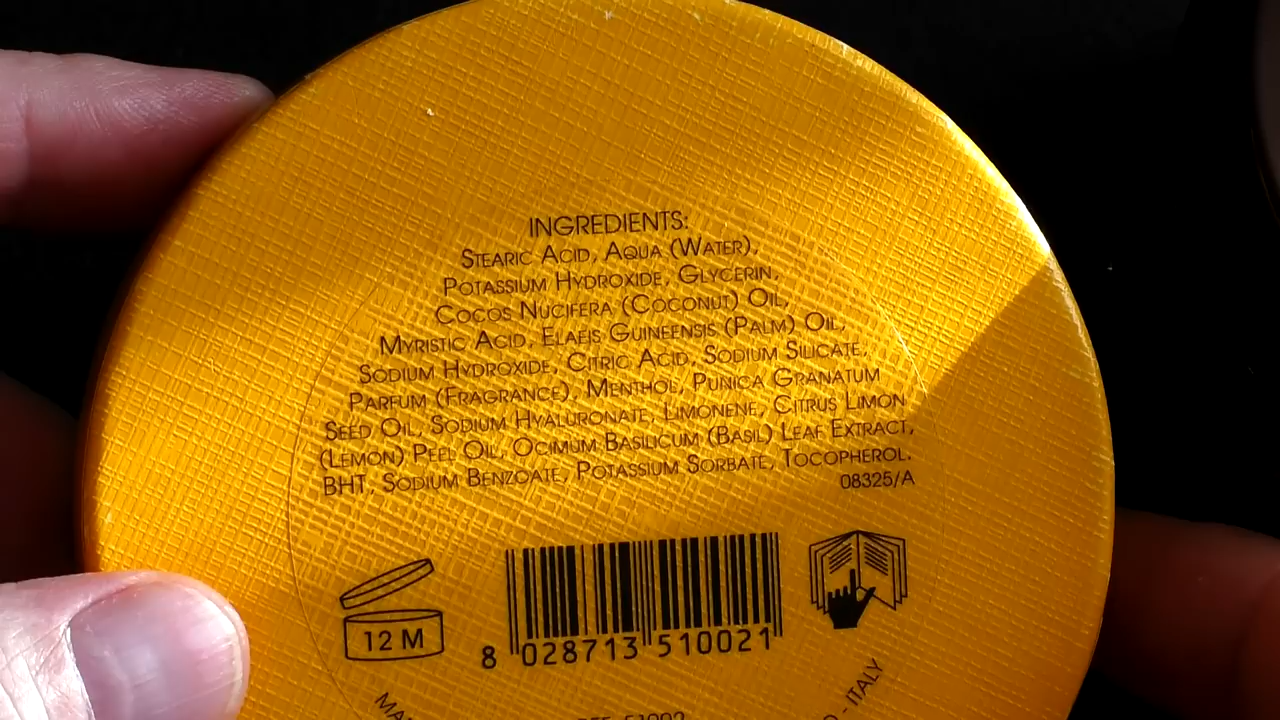 INGREDIENTS:
STEARIC ACID, AQUA (WATER),
POTASSIUM HYDROXIDE, GLYCERIN,
COCOS NUCIFERA (COCONUT) OIL,
MYRISTIC ACID, ELAEIS GUINEENSIS (PALM) OIL,
SODIUM HYDROXIDE, CITRIC ACID, SODIUM SILICATE,
PARFUM (FRAGRANCE), MENTHOL, PUNICA GRANATUM
SEED OIL, SODIUM HYALURONATE, LIMONENE, CITRUS LIMON
(LEMON) PEEL OIL, OCIMUM BASILICUM (BASIL) LEAF EXTRACT,
BHT, SODIUM BENZOATE, POTASSIUM SORBATE, TOCOPHEROL.
08325/A
12 M
8 028713 510021
- ITALY